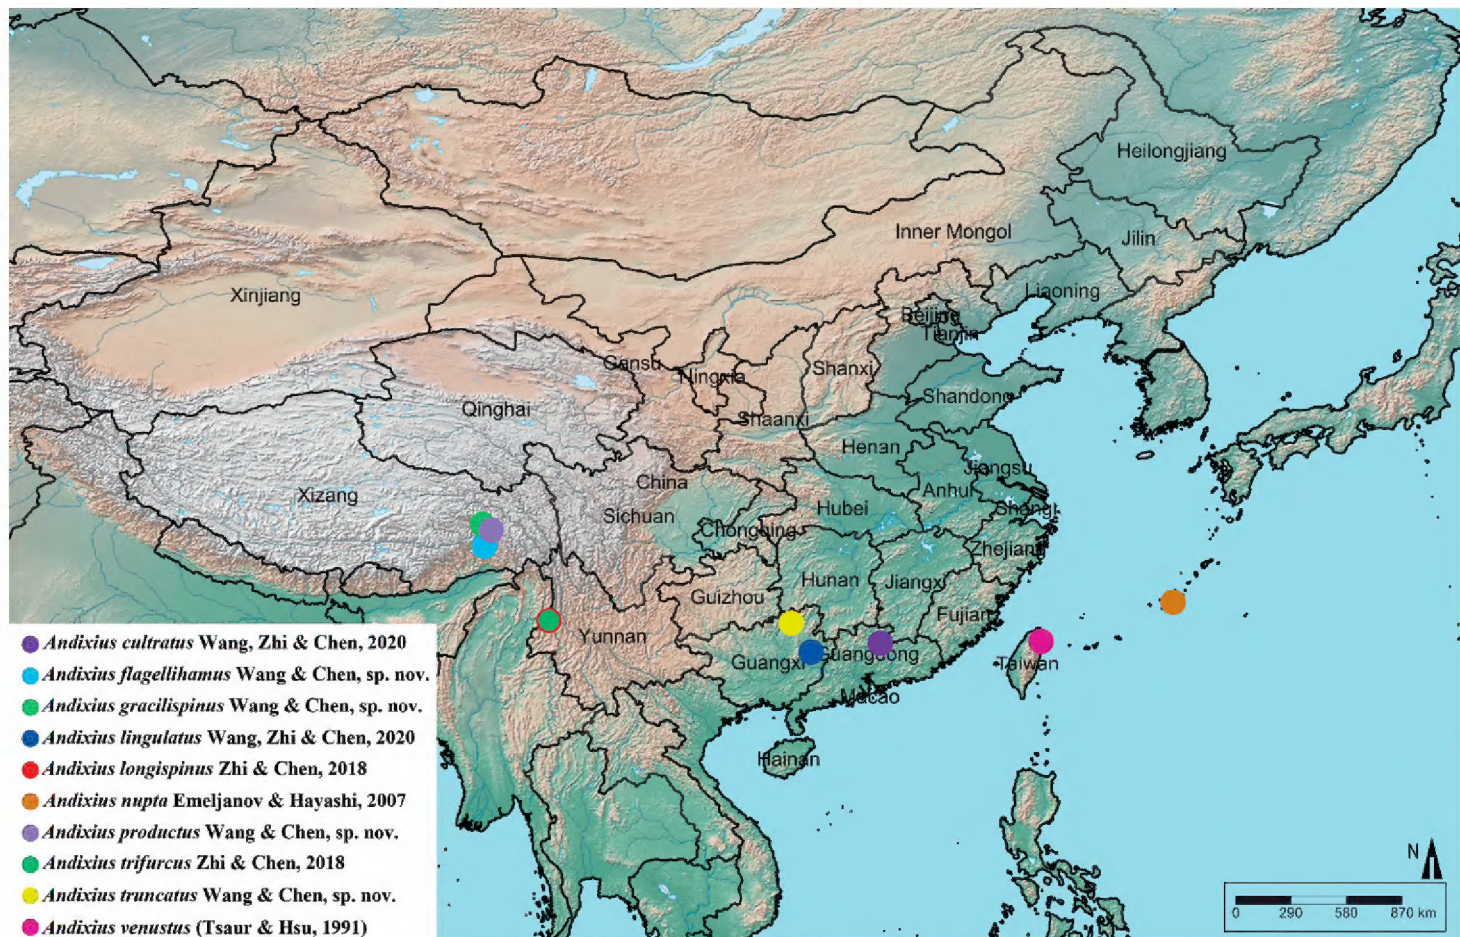 Heilongjiang
Inner Mongol
Jilin
Xinjiang
Liaoning
Beijing
Tianjin
Gansu
Ningxia
Shanxi
Shandong
Qinghai
Shaanxi
Henan
Jiangsu
China
Xizang
Anhui
Sichuan
Hubei
Shangi
Chongbing
Zhejiang
Hunan
Jiangxi
Guizhou
Fujian
Yunnan
Guangxi
Guangdong
Taiwan
Macao
Hainan
Andixius cultratus Wang, Zhi & Chen, 2020
Andixius flagellihamus Wang & Chen, sp. nov.
Andixius gracilispinus Wang & Chen, sp. nov.
Andixius lingulatus Wang, Zhi & Chen, 2020
Andixius longispinus Zhi & Chen, 2018
Andixius nupta Emeljanov & Hayashi, 2007
Andixius productus Wang & Chen, sp. nov.
Andixius trifurcus Zhi & Chen, 2018
Andixius truncatus Wang & Chen, sp. nov.
Andixius venustus (Tsaur & Hsu, 1991)
N
0 290 580 870 km